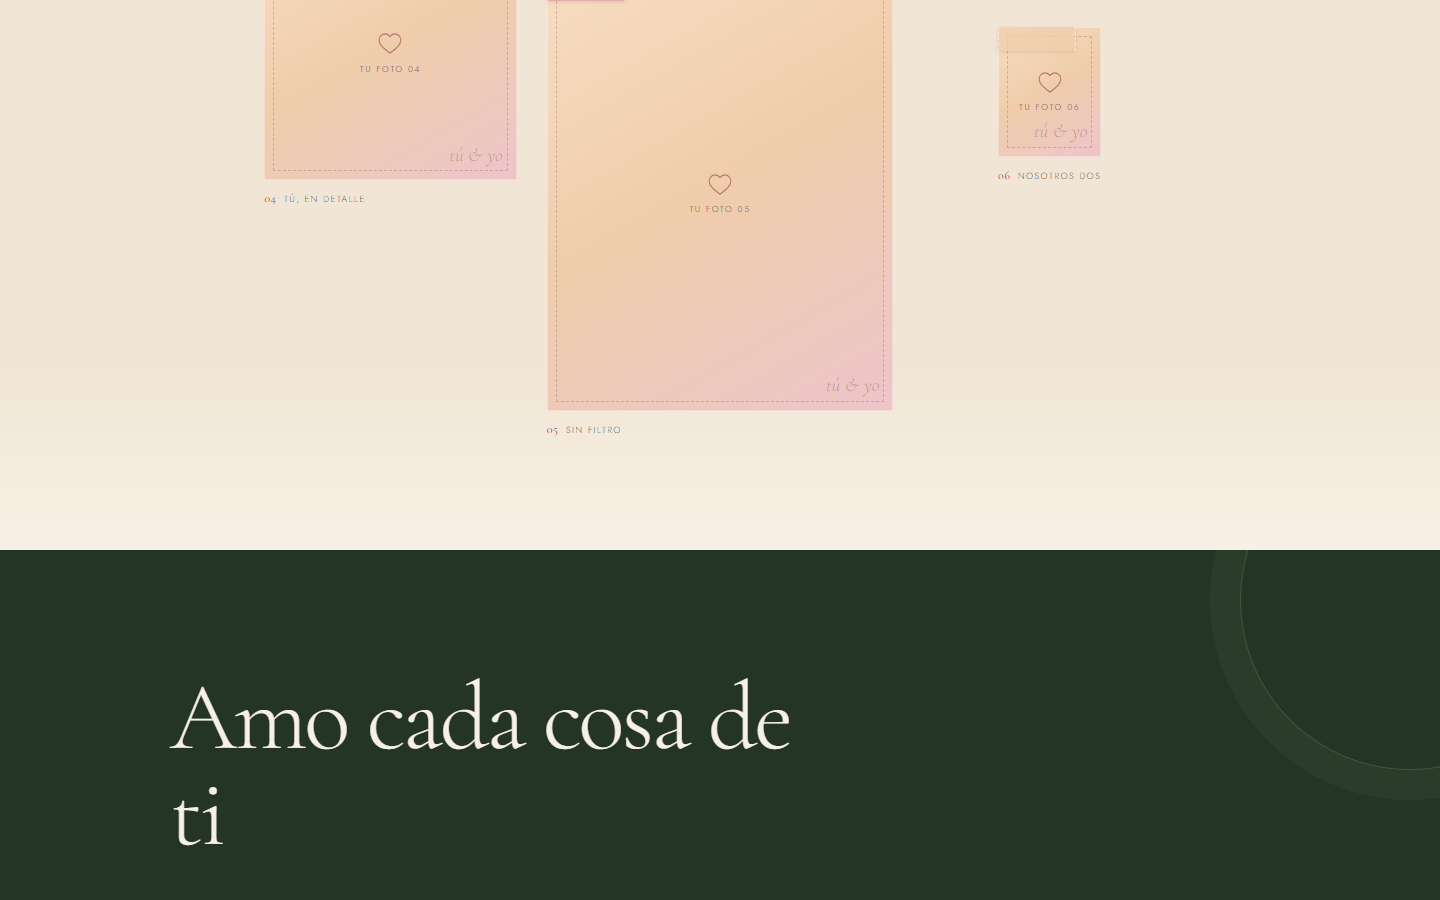 TU FOTO 04
tú & yo
04 TÚ, EN DETALLE
TU FOTO 05
tú & yo
05 SIN FILTRO
TU FOTO 06
tú & yo
06 NOSOTROS DOS
Amo cada cosa de
ti